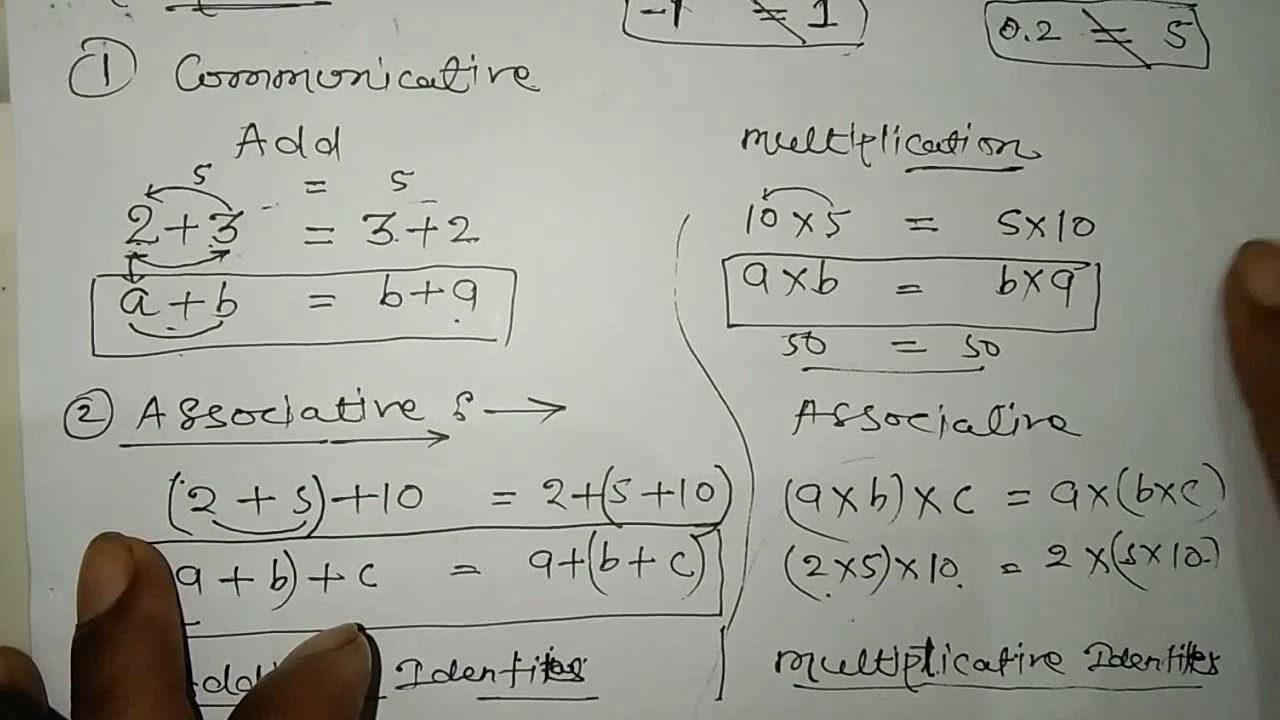 -1 ≠ 1
0.2 ≠ 5
① Communicative
Add
5 = 5
2+3 = 3+2
a+b = b+a
multiplication
10×5 = 5×10
a×b = b×a
50 = 50
② Associative :→
(2+5)+10 = 2+(5+10)
a+b)+c = a+(b+c)
Associative
(a×b)×c = a×(b×c)
(2×5)×10 = 2×(5×10)
Identities
multiplicative Identities